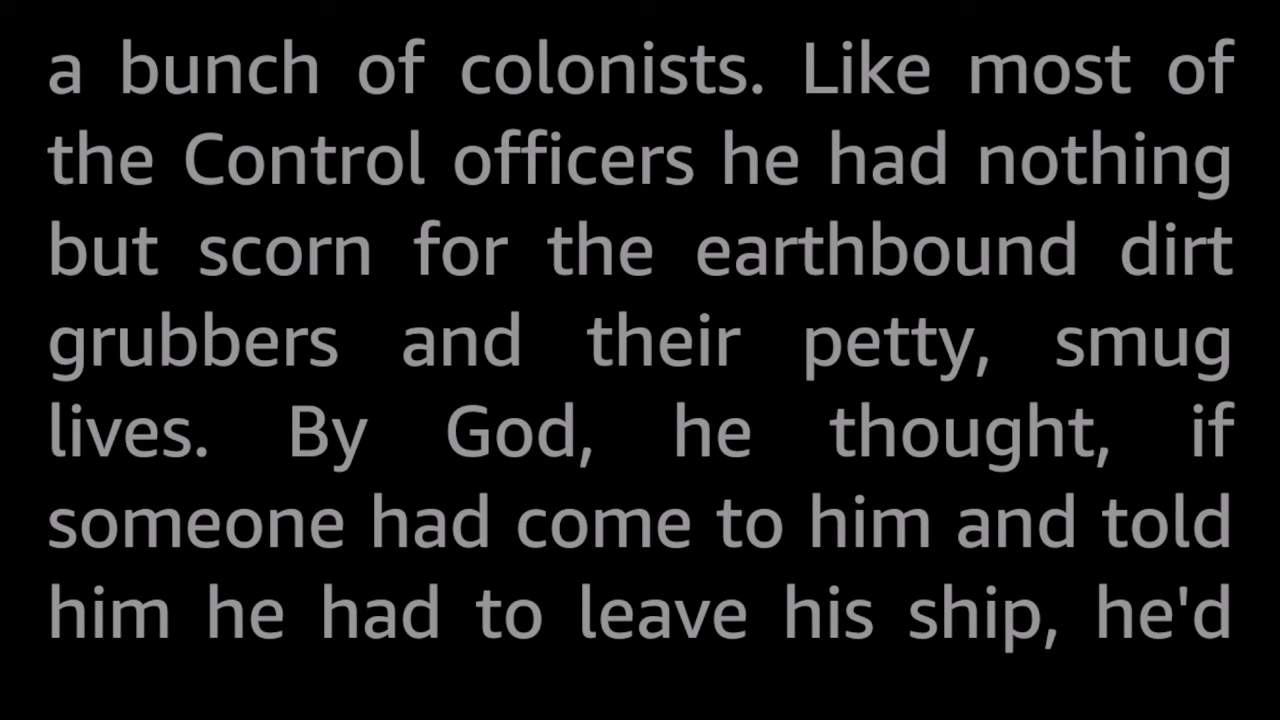 a bunch of colonists. Like most of
the Control officers he had nothing
but scorn for the earthbound dirt
grubbers and their petty, smug
lives. By God, he thought, if
someone had come to him and told
him he had to leave his ship, he'd